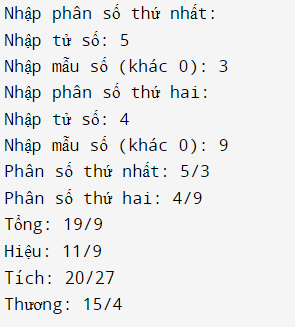 Nhập phân số thứ nhất:
Nhập tử số: 5
Nhập mẫu số (khác 0): 3
Nhập phân số thứ hai:
Nhập tử số: 4
Nhập mẫu số (khác 0): 9
Phân số thứ nhất: 5/3
Phân số thứ hai: 4/9
Tổng: 19/9
Hiệu: 11/9
Tích: 20/27
Thương: 15/4